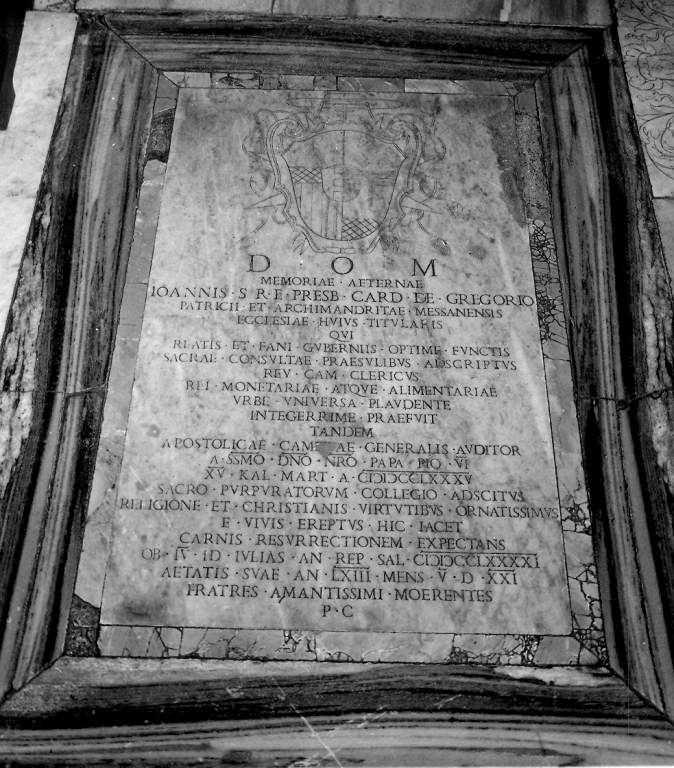 D O M
MEMORIAE · AETERNAE
IOANNIS · S · R · E · PRESB · CARD · DE · GREGORIO
PATRICII · ET · ARCHIMANDRITAE · MESSANENSIS
ECCLESIAE · HVIVS · TITVLARIS
QVI
REATIS · ET · FANI · GVBERNIIS · OPTIME · FVNCTIS
SACRAE · CONSVLTAE · PRAESVLIBVS · ADSCRIPTVS
REV · CAM · CLERICVS
REI · MONETARIAE · ATQVE · ALIMENTARIAE
VRBE · VNIVERSA · PLAVDENTE
INTEGERRIME · PRAEFVIT
TANDEM
APOSTOLICAE · CAMERAE · GENERALIS · AVDITOR
A · SSMO · DNO · NRO · PAPA · PIO · VI
XV · KAL · MART · A · CIƆIƆCCLXXXV
SACRO · PVRPVRATORVM · COLLEGIO · ADSCITVS
RELIGIONE · ET · CHRISTIANIS · VIRTVTIBVS · ORNATISSIMVS
E · VIVIS · EREPTVS · HIC · IACET
CARNIS · RESVRRECTIONEM · EXPECTANS
OB · IV · ID · IVLIAS · AN · REP · SAL · CIƆIƆCCLXXXXI
AETATIS · SVAE · AN · LXIII · MENS · V · D · XXI
FRATRES · AMANTISSIMI · MOERENTES
P · C